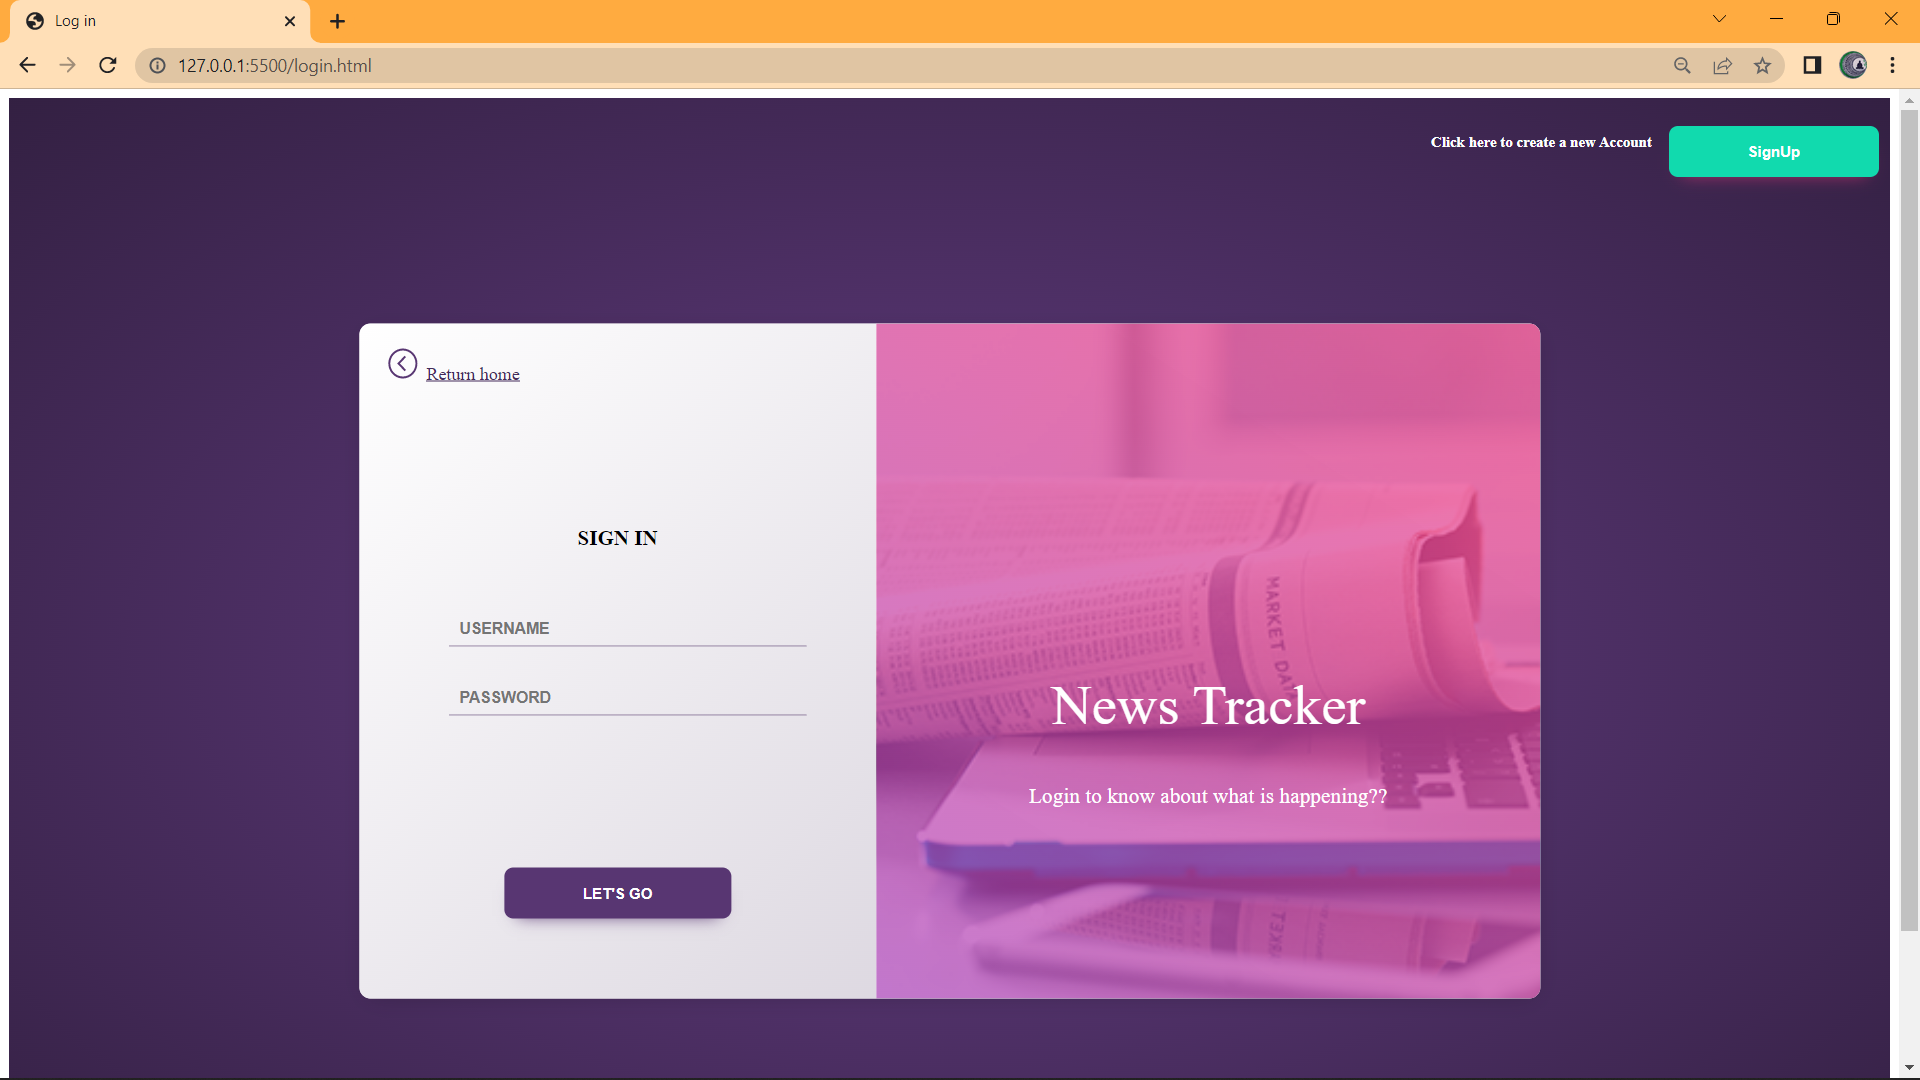 Log in
127.0.0.1:5500/login.html
Click here to create a new Account
SignUp
Return home
SIGN IN
USERNAME
PASSWORD
LET'S GO
MARKET DATA
News Tracker
Login to know about what is happening??